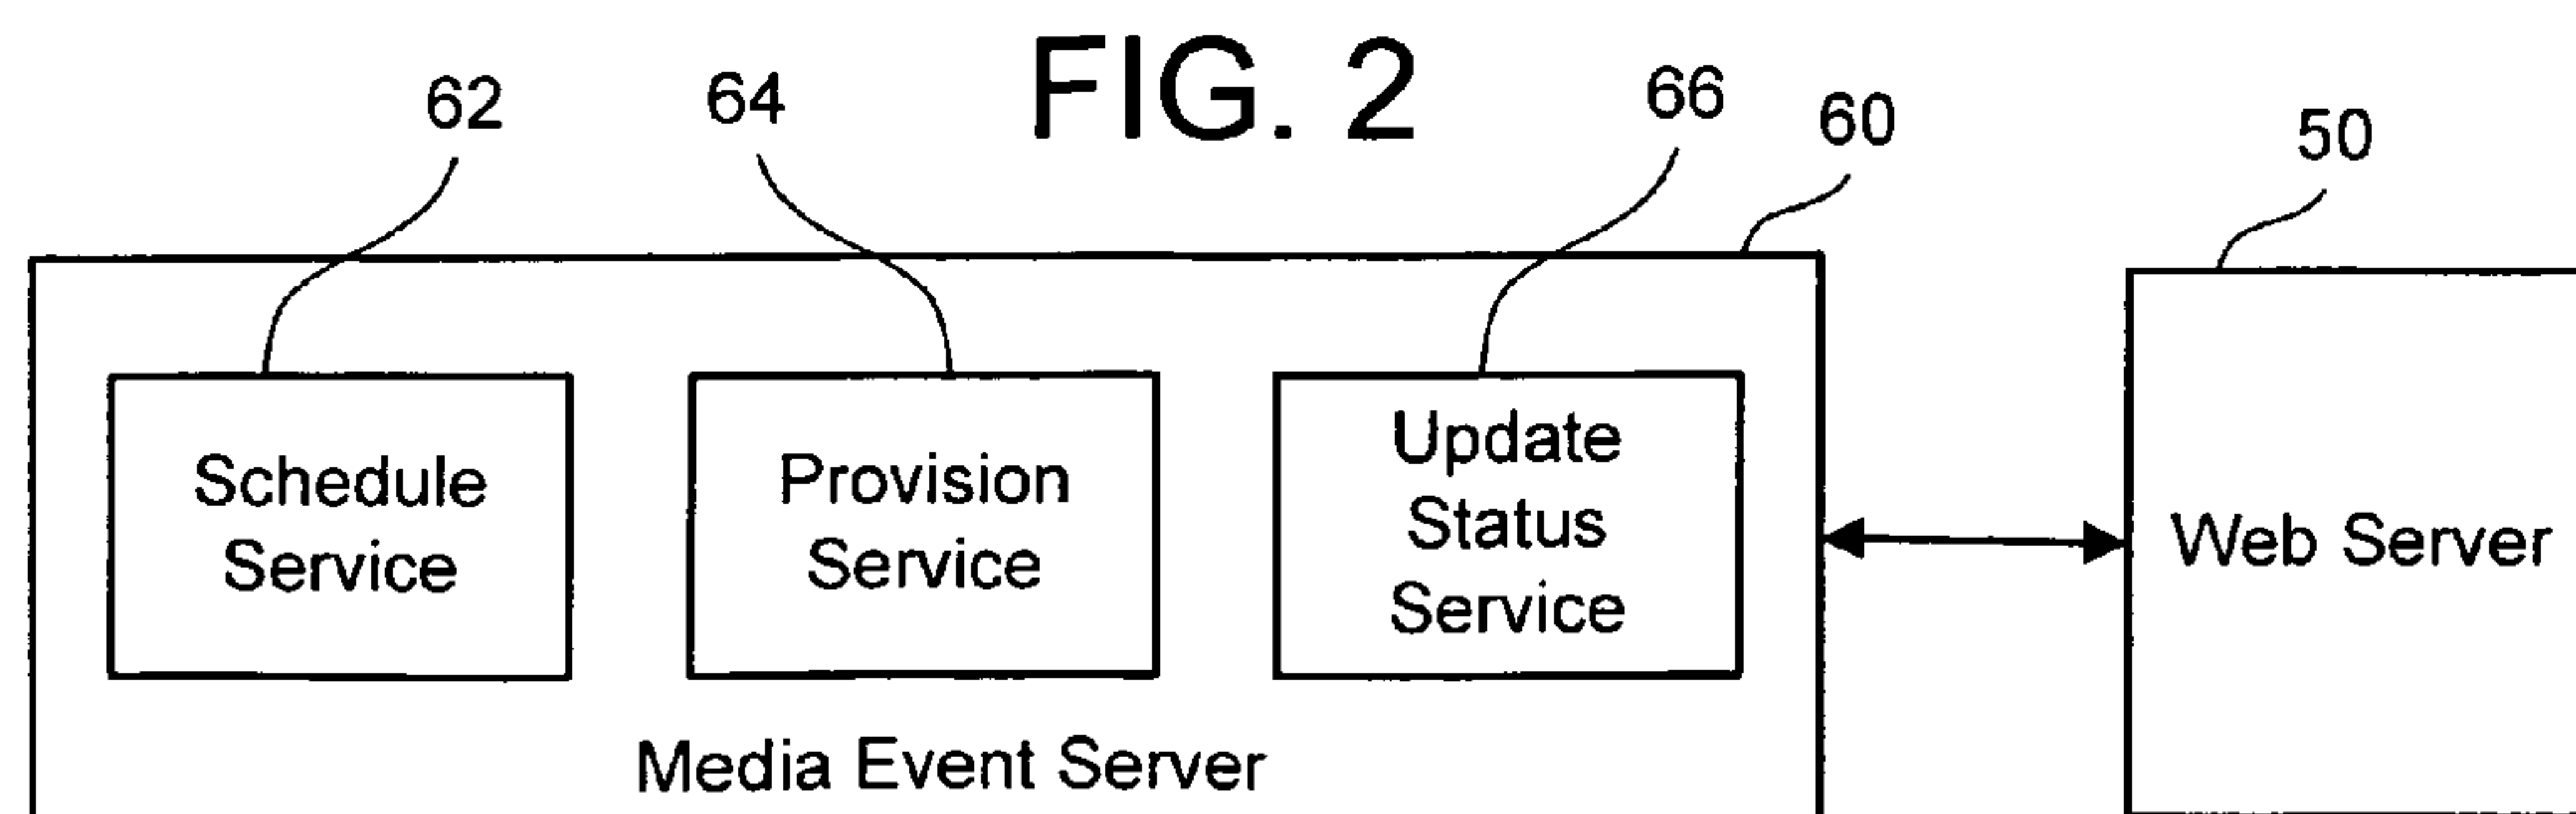 FIG. 2
62
64
66
60
50
Schedule
Service
Provision
Service
Update
Status
Service
Web Server
Media Event Server